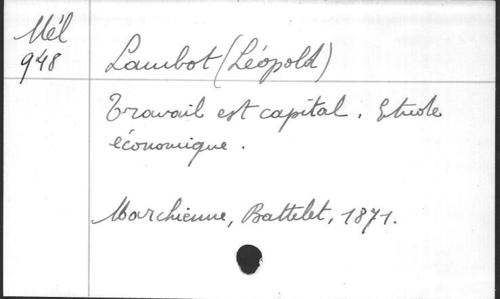 Mél
948
Lambot (Léopold)
Travail est capital. Etude
économique.
Marchienne, Battelet, 1871.